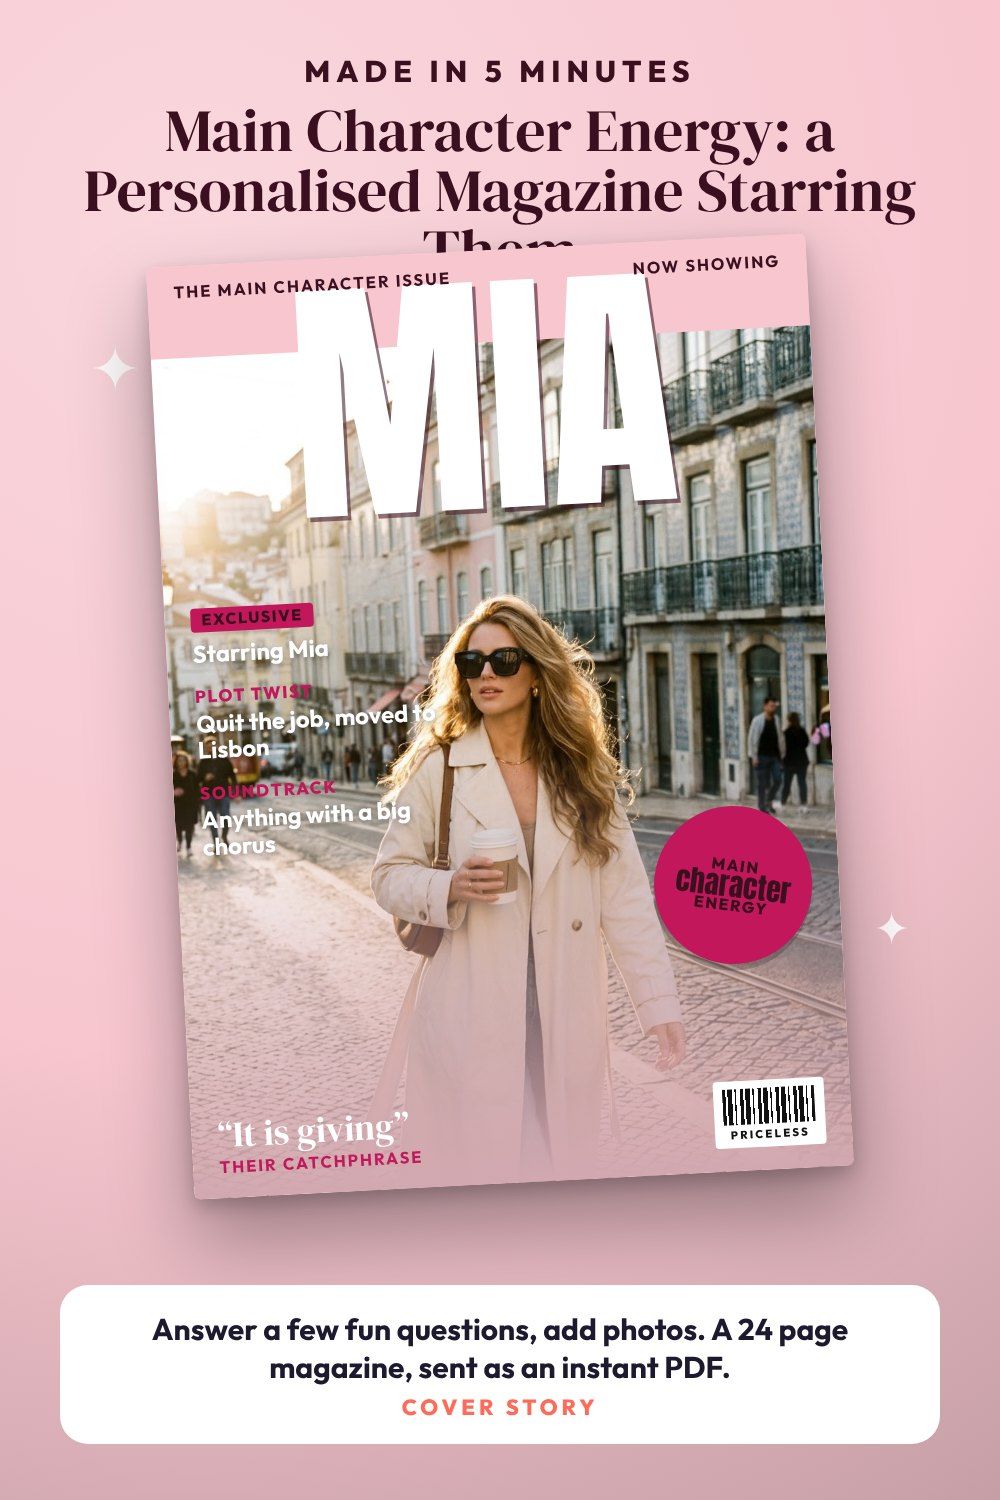 MADE IN 5 MINUTES
Main Character Energy: a
Personalised Magazine Starring
Them
THE MAIN CHARACTER ISSUE
NOW SHOWING
MIA
EXCLUSIVE
Starring Mia
PLOT TWIST
Quit the job, moved to
Lisbon
SOUNDTRACK
Anything with a big
chorus
MAIN
character
ENERGY
“It is giving”
THEIR CATCHPHRASE
PRICELESS
Answer a few fun questions, add photos. A 24 page
magazine, sent as an instant PDF.
COVER STORY